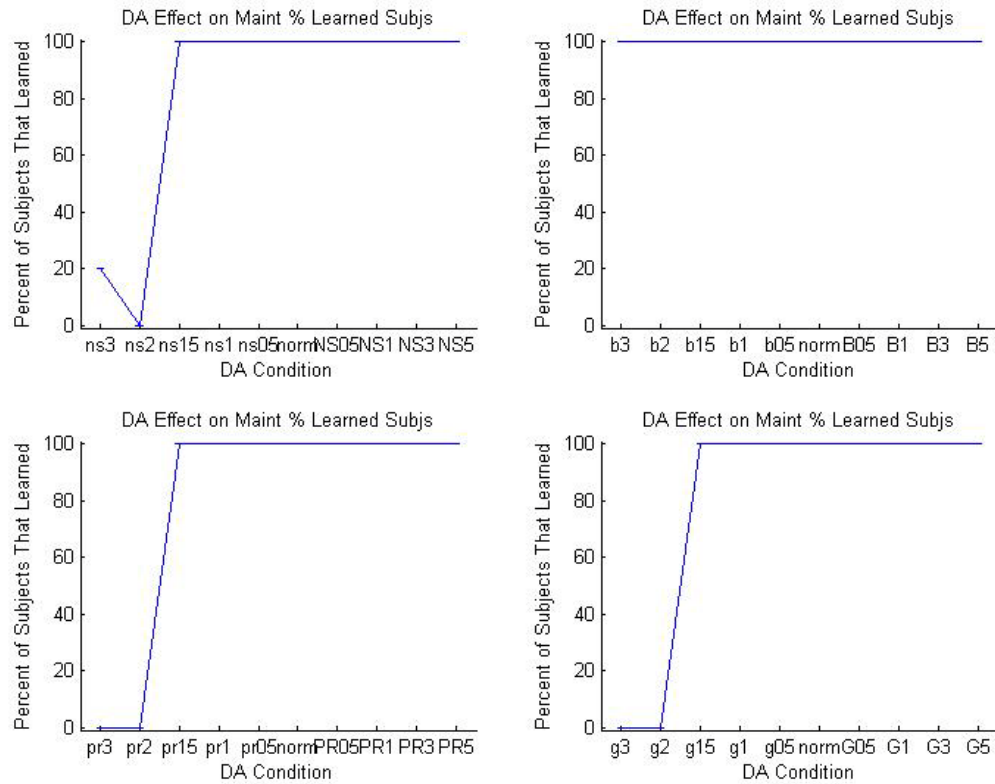 DA Effect on Maint % Learned Subjs
Percent of Subjects That Learned
100
80
60
40
20
0
ns3 ns2 ns15 ns1 ns05 norm NS05 NS1 NS3 NS5
DA Condition
DA Effect on Maint % Learned Subjs
Percent of Subjects That Learned
100
80
60
40
20
0
b3 b2 b15 b1 b05 norm B05 B1 B3 B5
DA Condition
DA Effect on Maint % Learned Subjs
Percent of Subjects That Learned
100
80
60
40
20
0
pr3 pr2 pr15 pr1 pr05 norm PR05 PR1 PR3 PR5
DA Condition
DA Effect on Maint % Learned Subjs
Percent of Subjects That Learned
100
80
60
40
20
0
g3 g2 g15 g1 g05 norm G05 G1 G3 G5
DA Condition